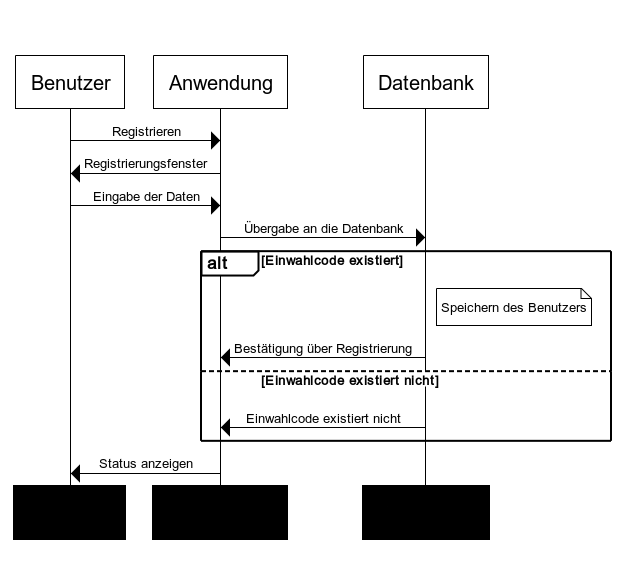 Benutzer
Anwendung
Datenbank
Registrieren
Registrierungsfenster
Eingabe der Daten
Übergabe an die Datenbank
alt
[Einwahlcode existiert]
Speichern des Benutzers
Bestätigung über Registrierung
[Einwahlcode existiert nicht]
Einwahlcode existiert nicht
Status anzeigen